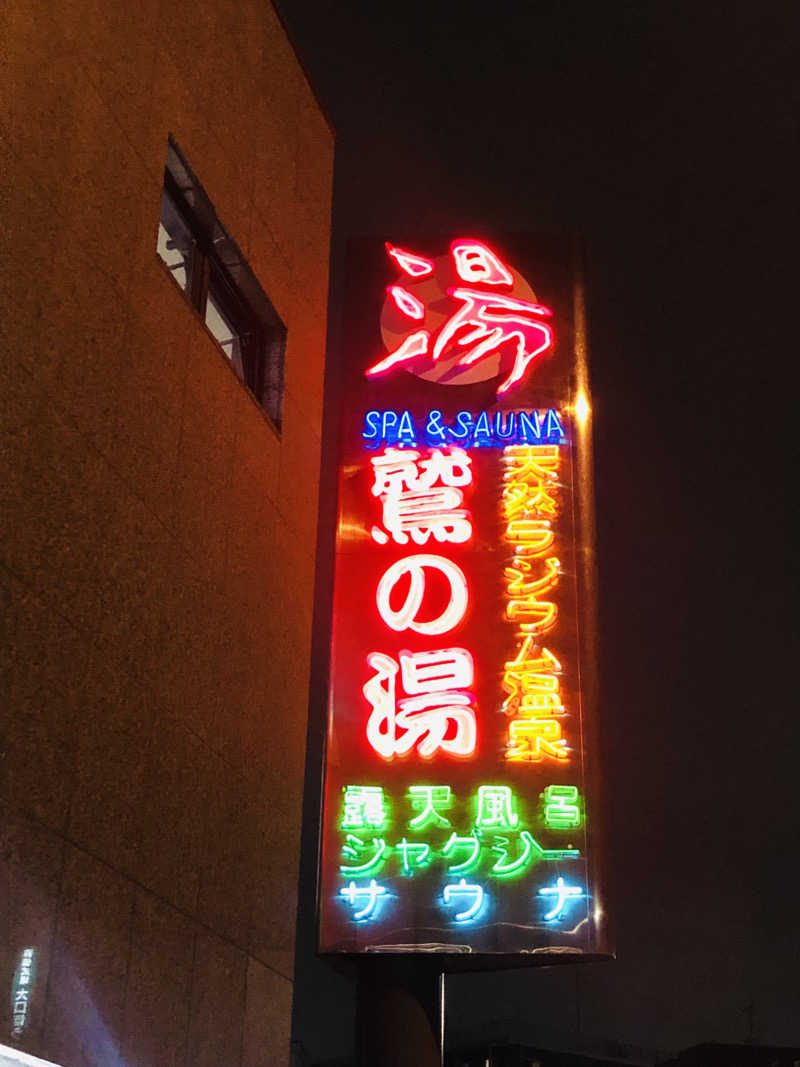 湯
SPA & SAUNA
鷲の湯
天然ラジウム温泉
露天風呂
ジャグジー
サウナ